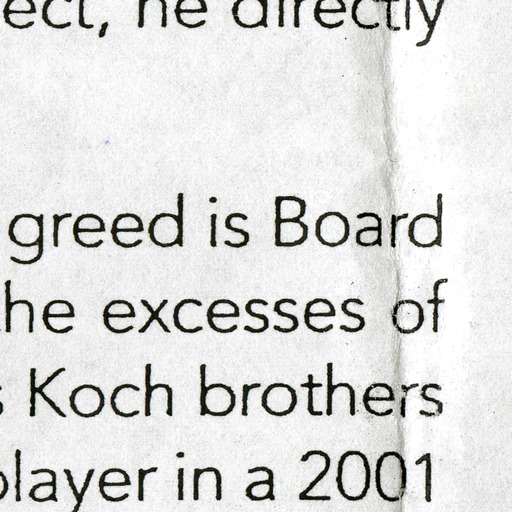 ect, he directly
greed is Board
he excesses of
s Koch brothers
player in a 2001